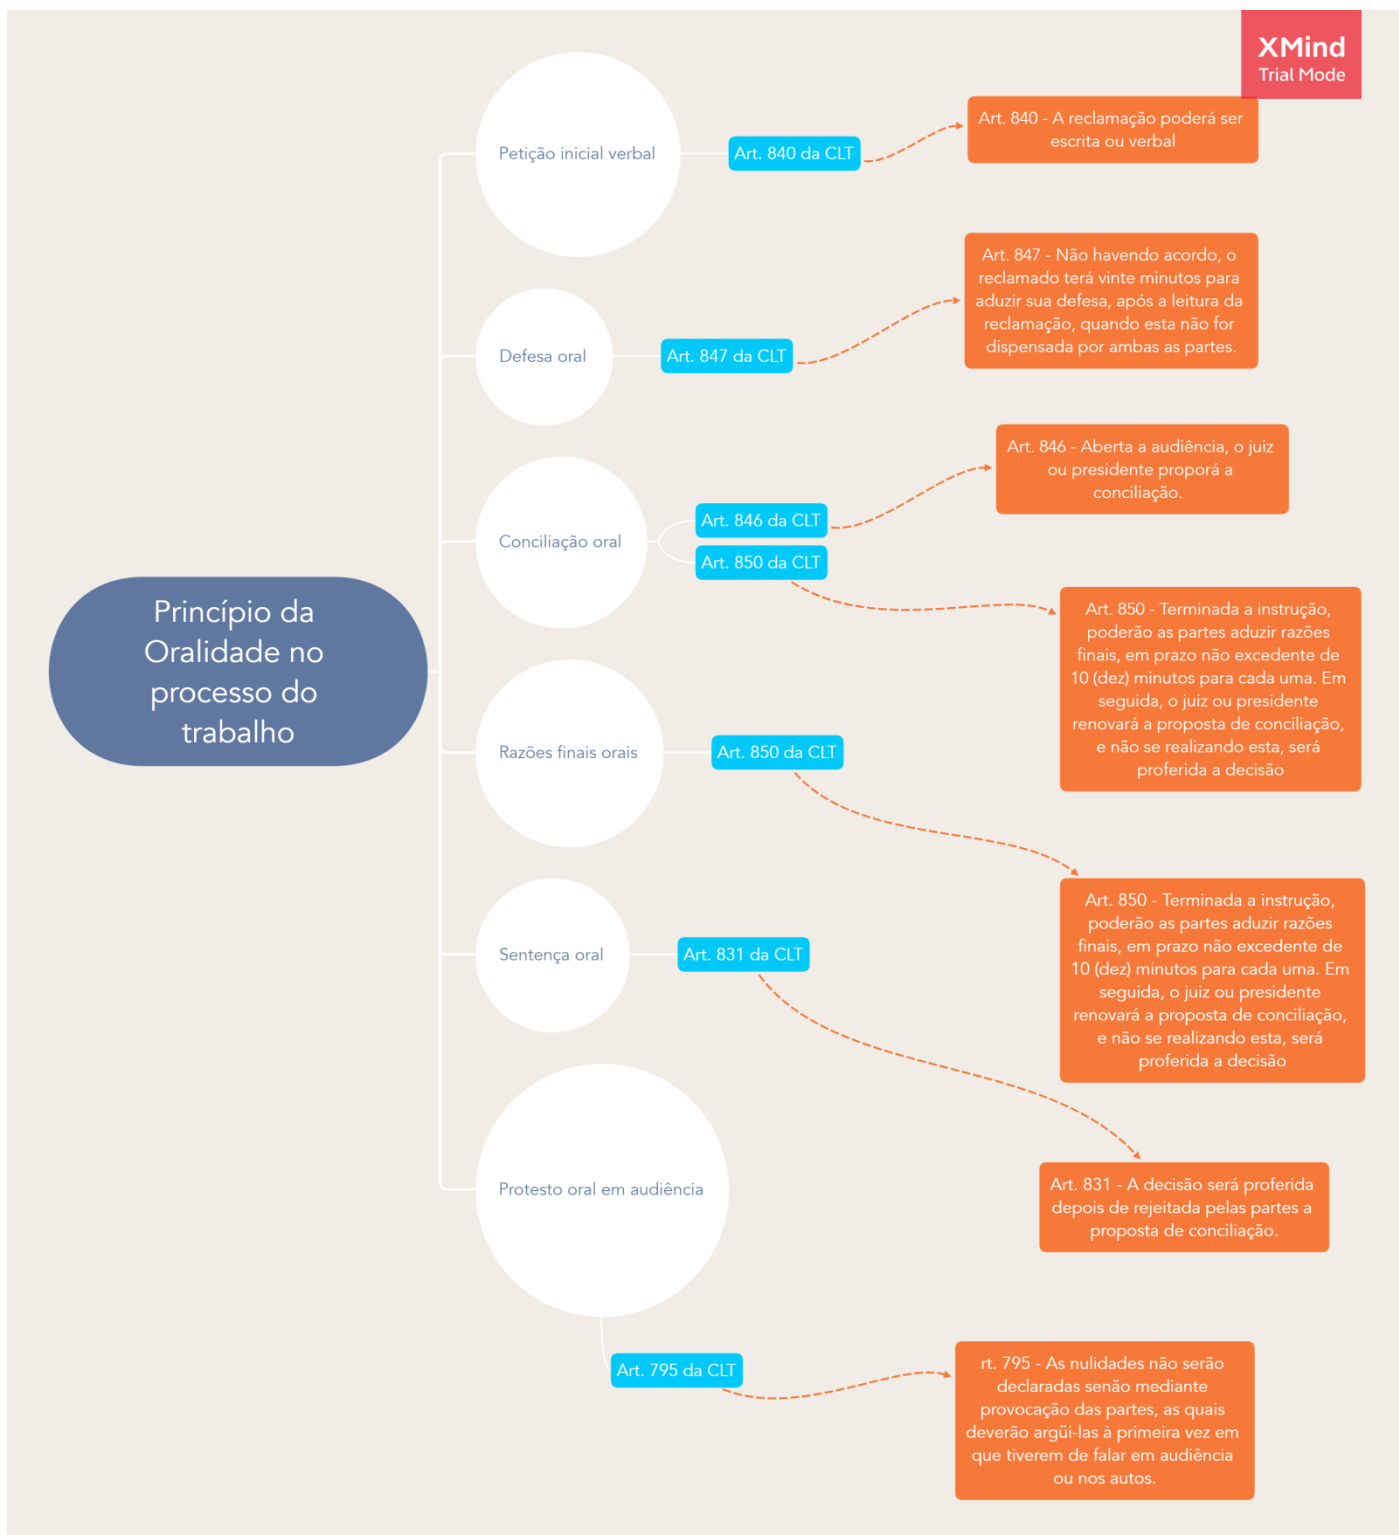 XMind
Trial Mode
Princípio da
Oralidade no
processo do
trabalho
Petição inicial verbal
Art. 840 da CLT
Art. 840 - A reclamação poderá ser
escrita ou verbal
Defesa oral
Art. 847 da CLT
Art. 847 - Não havendo acordo, o
reclamado terá vinte minutos para
aduzir sua defesa, após a leitura da
reclamação, quando esta não for
dispensada por ambas as partes.
Conciliação oral
Art. 846 da CLT
Art. 846 - Aberta a audiência, o juiz
ou presidente proporá a
conciliação.
Art. 850 da CLT
Art. 850 - Terminada a instrução,
poderão as partes aduzir razões
finais, em prazo não excedente de
10 (dez) minutos para cada uma. Em
seguida, o juiz ou presidente
renovará a proposta de conciliação,
e não se realizando esta, será
proferida a decisão
Razões finais orais
Art. 850 da CLT
Art. 850 - Terminada a instrução,
poderão as partes aduzir razões
finais, em prazo não excedente de
10 (dez) minutos para cada uma. Em
seguida, o juiz ou presidente
renovará a proposta de conciliação,
e não se realizando esta, será
proferida a decisão
Sentença oral
Art. 831 da CLT
Art. 831 - A decisão será proferida
depois de rejeitada pelas partes a
proposta de conciliação.
Protesto oral em audiência
Art. 795 da CLT
rt. 795 - As nulidades não serão
declaradas senão mediante
provocação das partes, as quais
deverão argüi-las à primeira vez em
que tiverem de falar em audiência
ou nos autos.